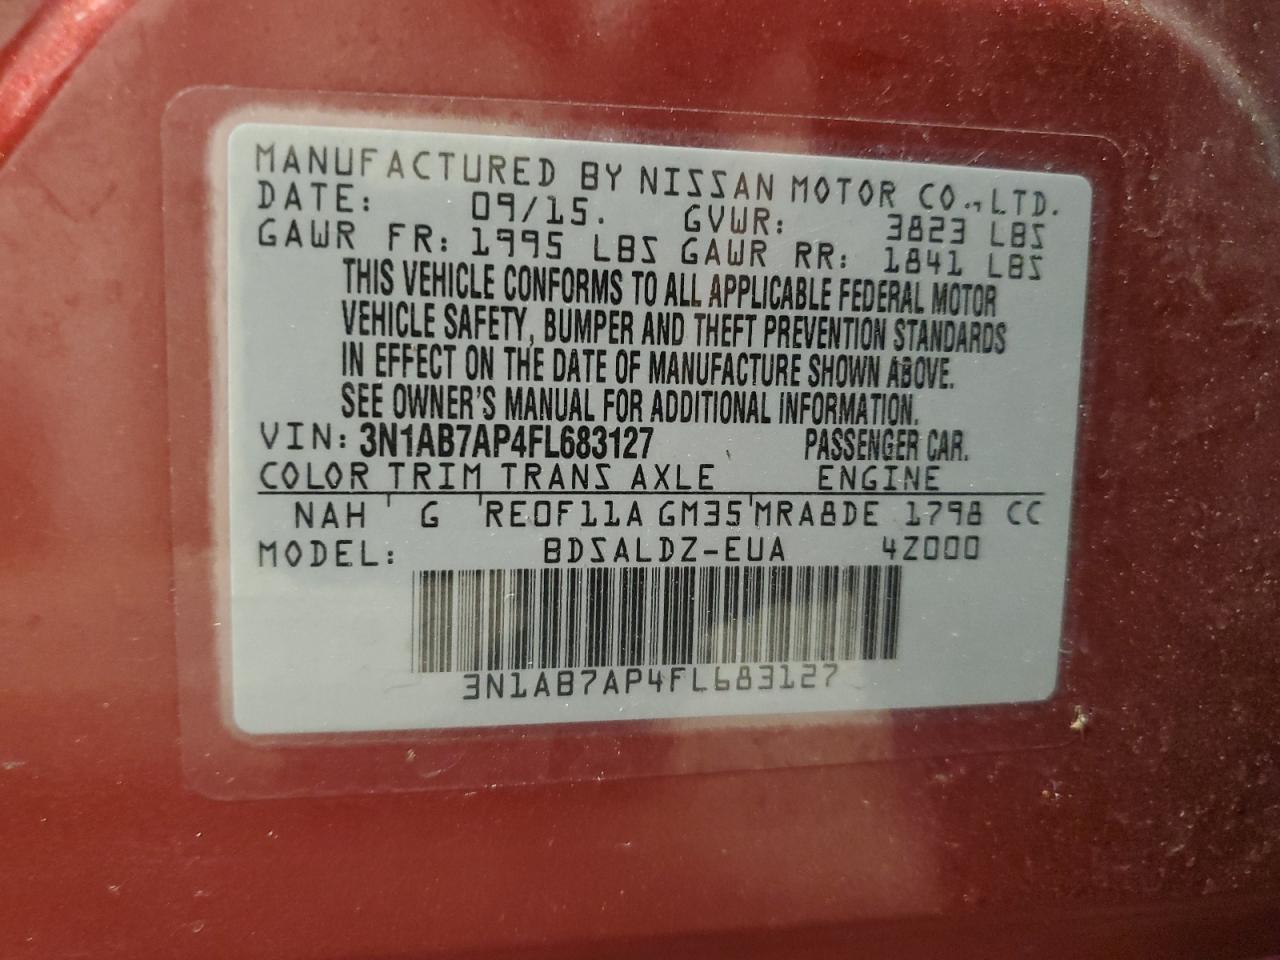 MANUFACTURED BY NISSAN MOTOR CO.,LTD.
DATE: 09/15. GVWR: 3823 LBS
GAWR FR: 1995 LBS GAWR RR: 1841 LBS
THIS VEHICLE CONFORMS TO ALL APPLICABLE FEDERAL MOTOR
VEHICLE SAFETY, BUMPER AND THEFT PREVENTION STANDARDS
IN EFFECT ON THE DATE OF MANUFACTURE SHOWN ABOVE.
SEE OWNER'S MANUAL FOR ADDITIONAL INFORMATION.
VIN: 3N1AB7AP4FL683127 PASSENGER CAR.
COLOR TRIM TRANS AXLE ENGINE
NAH G RE0F11A GM35 MRA8DE 1798 CC
MODEL: BDSALDZ-EUA 4Z000
3N1AB7AP4FL683127